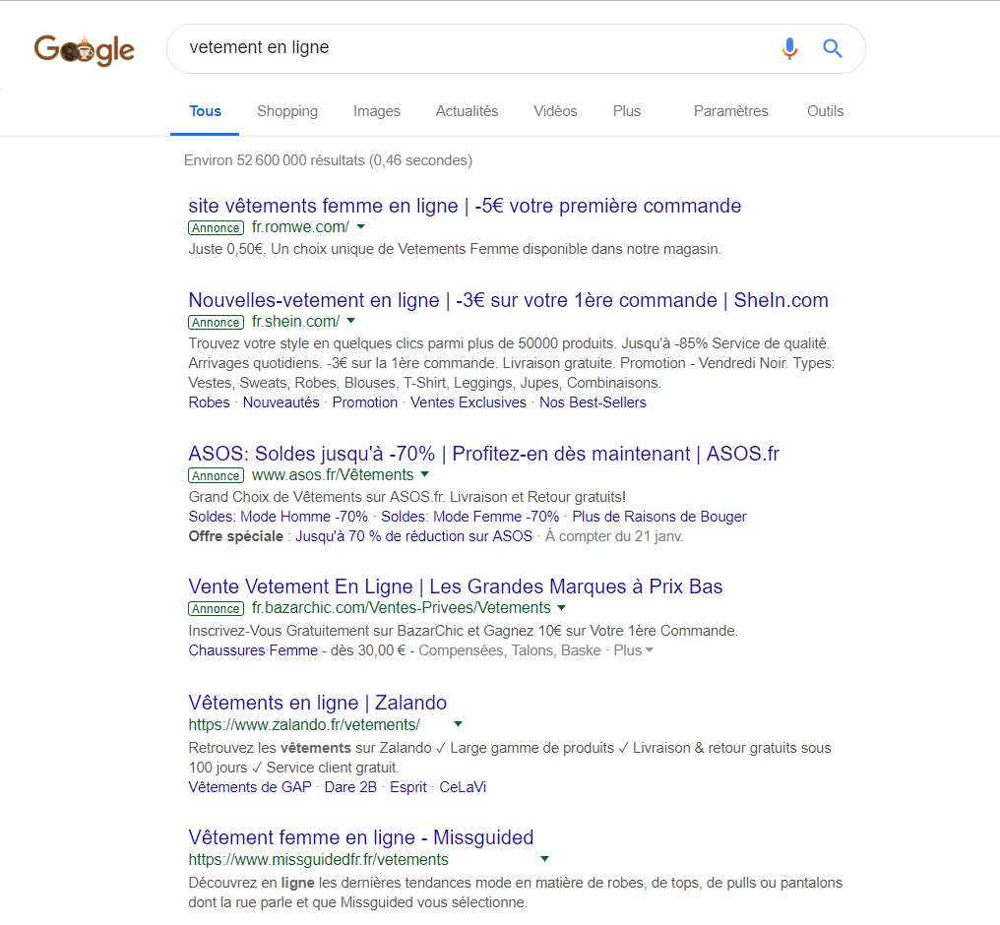 Google
vetement en ligne
Tous Shopping Images Actualités Vidéos Plus Paramètres Outils
Environ 52 600 000 résultats (0,46 secondes)
site vêtements femme en ligne | -5€ votre première commande
Annonce fr.romwe.com/
Juste 0,50€, Un choix unique de Vetements Femme disponible dans notre magasin.
Nouvelles-vetement en ligne | -3€ sur votre 1ère commande | SheIn.com
Annonce fr.shein.com/
Trouvez votre style en quelques clics parmi plus de 50000 produits. Jusqu'à -85% Service de qualité.
Arrivages quotidiens. -3€ sur la 1ère commande. Livraison gratuite. Promotion - Vendredi Noir. Types:
Vestes, Sweats, Robes, Blouses, T-Shirt, Leggings, Jupes, Combinaisons.
Robes · Nouveautés · Promotion · Ventes Exclusives · Nos Best-Sellers
ASOS: Soldes jusqu'à -70% | Profitez-en dès maintenant | ASOS.fr
Annonce www.asos.fr/Vêtements
Grand Choix de Vêtements sur ASOS.fr. Livraison et Retour gratuits!
Soldes: Mode Homme -70% · Soldes: Mode Femme -70% · Plus de Raisons de Bouger
Offre spéciale : Jusqu'à 70 % de réduction sur ASOS · À compter du 21 janv.
Vente Vetement En Ligne | Les Grandes Marques à Prix Bas
Annonce fr.bazarchic.com/Ventes-Privees/Vetements
Inscrivez-Vous Gratuitement sur BazarChic et Gagnez 10€ sur Votre 1ère Commande.
Chaussures Femme - dès 30,00 € - Compensées, Talons, Baske · Plus
Vêtements en ligne | Zalando
https://www.zalando.fr/vetements/
Retrouvez les vêtements sur Zalando ✓ Large gamme de produits ✓ Livraison & retour gratuits sous
100 jours ✓ Service client gratuit.
Vêtements de GAP · Dare 2B · Esprit · CeLaVi
Vêtement femme en ligne - Missguided
https://www.missguidedfr.fr/vetements
Découvrez en ligne les dernières tendances mode en matière de robes, de tops, de pulls ou pantalons
dont la rue parle et que Missguided vous sélectionne.